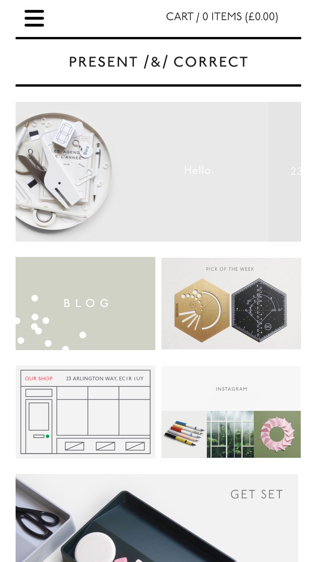 CART / 0 ITEMS (£0.00)
PRESENT /&/ CORRECT
Hello.
23
BLOG
PICK OF THE WEEK
OUR SHOP
23 ARLINGTON WAY, EC1R 1UY
INSTAGRAM
GET SET